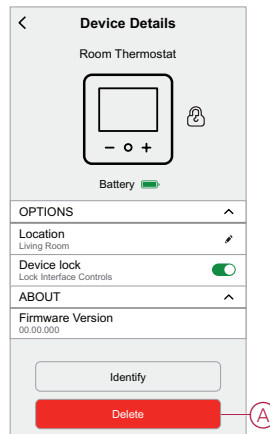 Device Details
Room Thermostat
Battery
OPTIONS
Location
Living Room
Device lock
Lock Interface Controls
ABOUT
Firmware Version
00.00.000
Identify
Delete
A